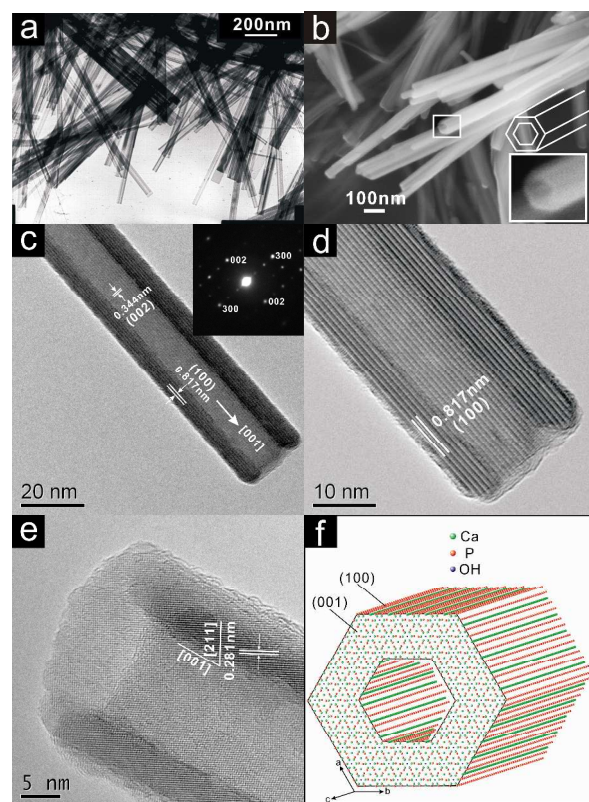 a
200nm
b
100nm
c
002
300
300
002
0.344nm
(002)
(100)
0.817nm
[001]
20 nm
d
0.817nm
(100)
10 nm
e
[211]
[001]
0.281nm
5 nm
f
Ca
P
OH
(100)
(001)
a
b
c